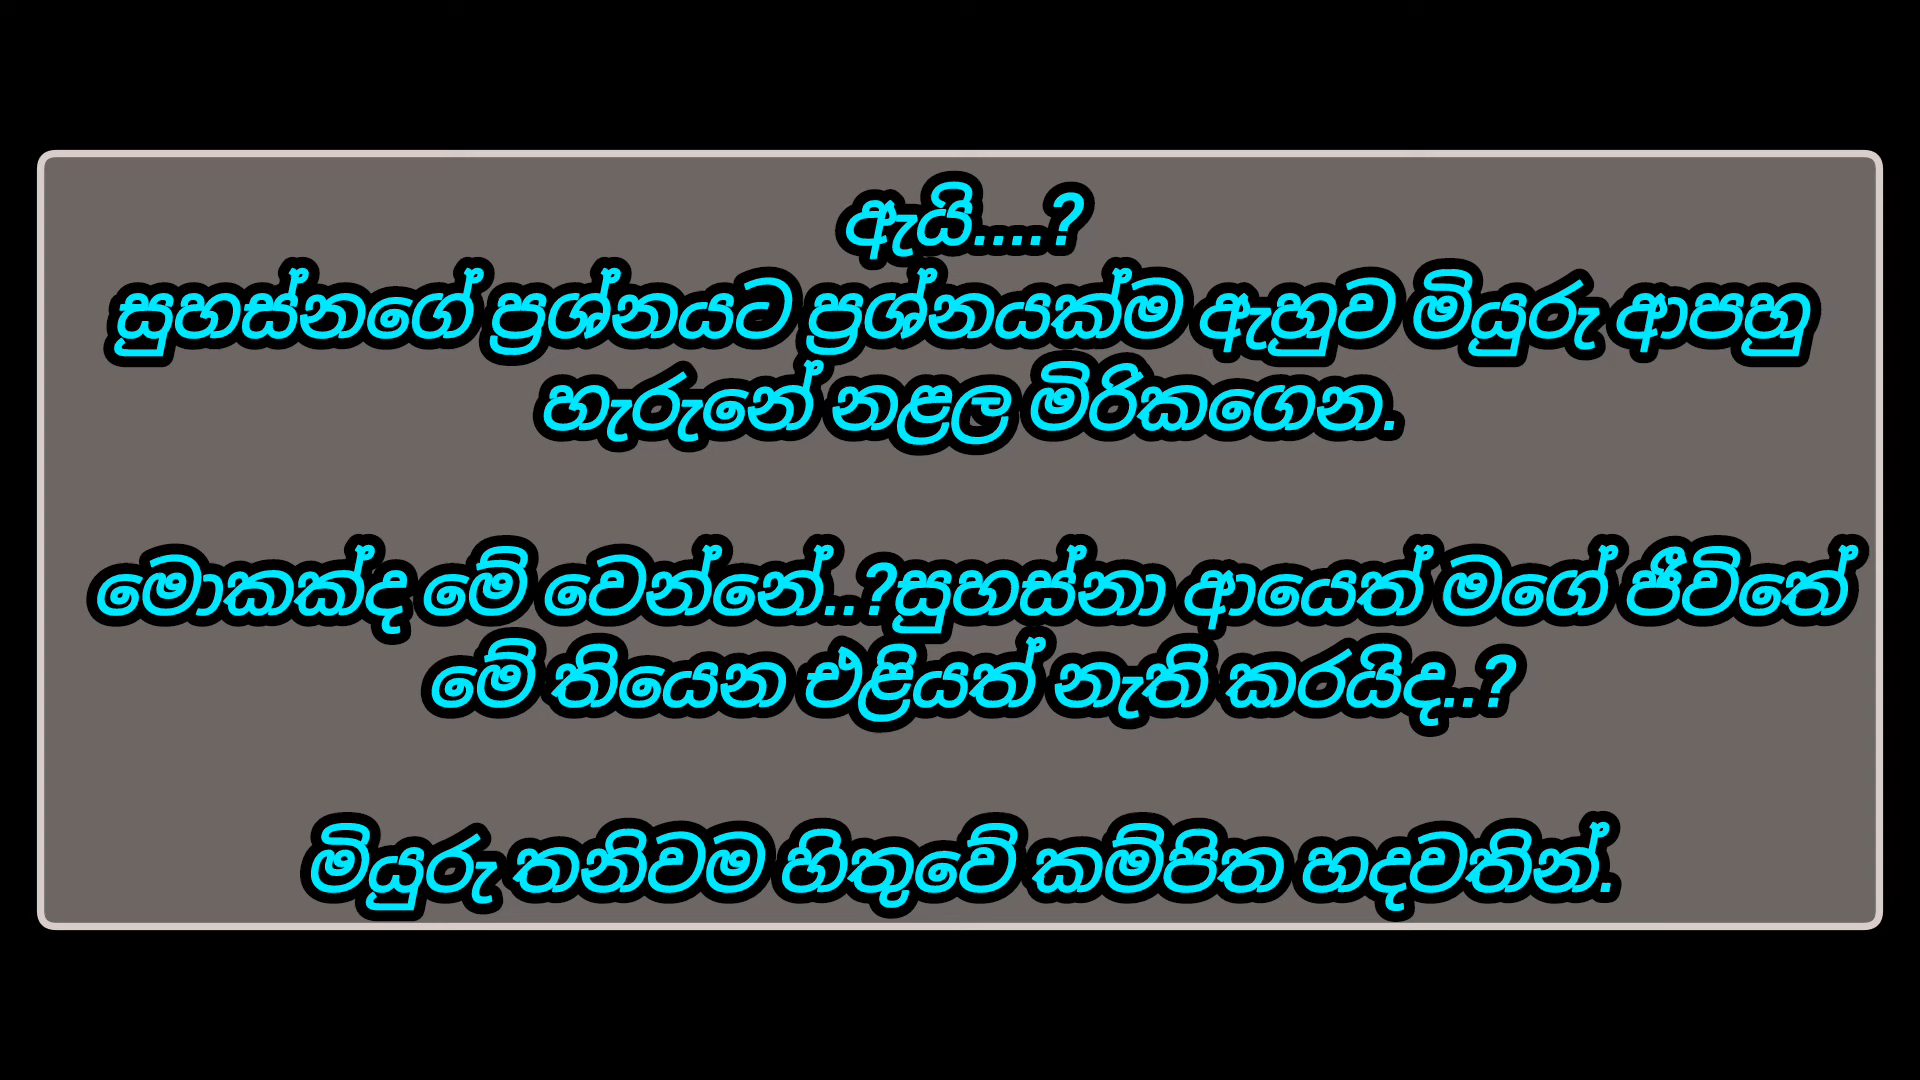 ඇයි....?
සුහස්නගේ ප්‍රශ්නයට ප්‍රශ්නයක්ම ඇහුව මියුරු ආපහු
හැරුනේ නළල මිරිකගෙන.
මොකක්ද මේ වෙන්නේ..?සුහස්නා ආයෙත් මගේ ජීවිතේ
මේ තියෙන එළියත් නැති කරයිද..?
මියුරු තනිවම හිතුවේ කම්පිත හදවතින්.